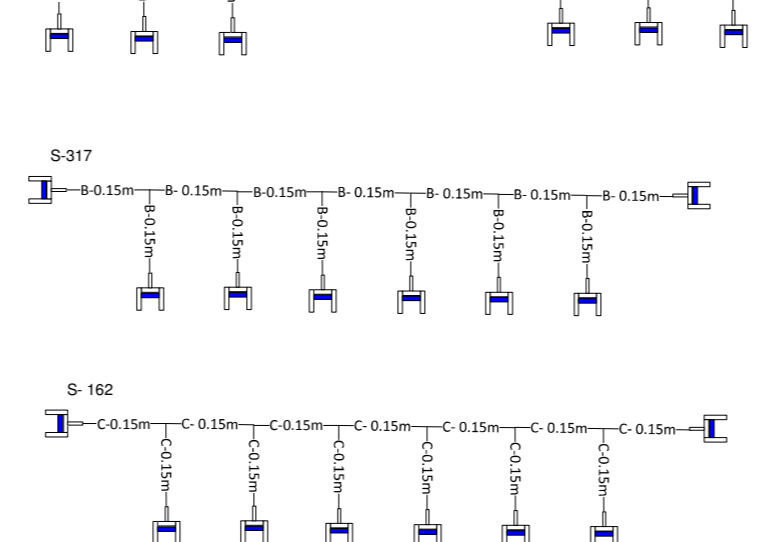 S-317
B-0.15m B- 0.15m B-0.15m B- 0.15m B- 0.15m B- 0.15m B- 0.15m
B-0.15m B-0.15m B-0.15m B-0.15m B-0.15m B-0.15m
S- 162
C-0.15m C- 0.15m C-0.15m C- 0.15m C- 0.15m C- 0.15m C- 0.15m
C-0.15m C-0.15m C-0.15m C-0.15m C-0.15m C-0.15m